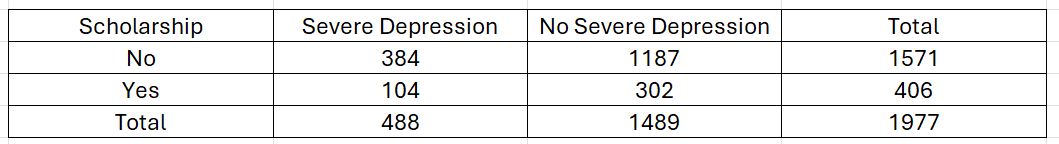 Scholarship Severe Depression No Severe Depression Total
No 384 1187 1571
Yes 104 302 406
Total 488 1489 1977